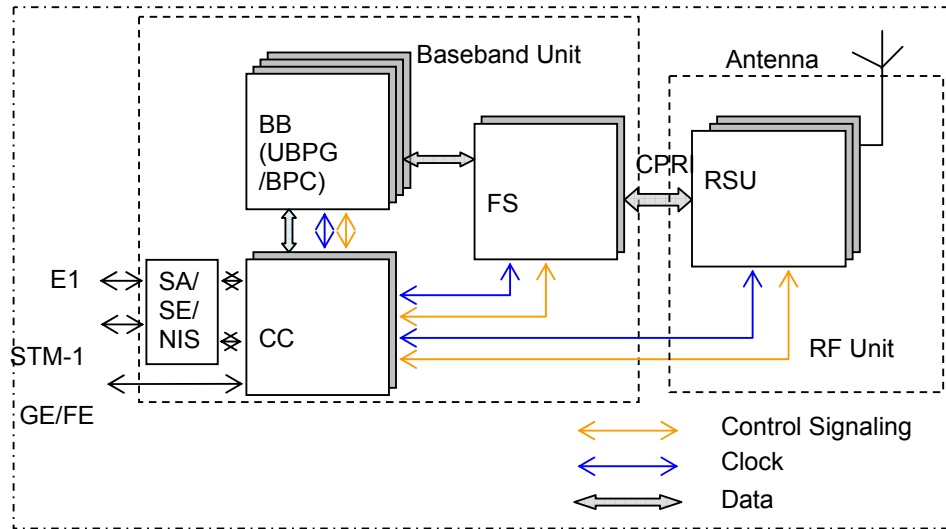 Baseband Unit
Antenna
BB
(UBPG
/BPC)
FS
CPRI
RSU
E1
SA/
SE/
NIS
CC
STM-1
GE/FE
RF Unit
Control Signaling
Clock
Data